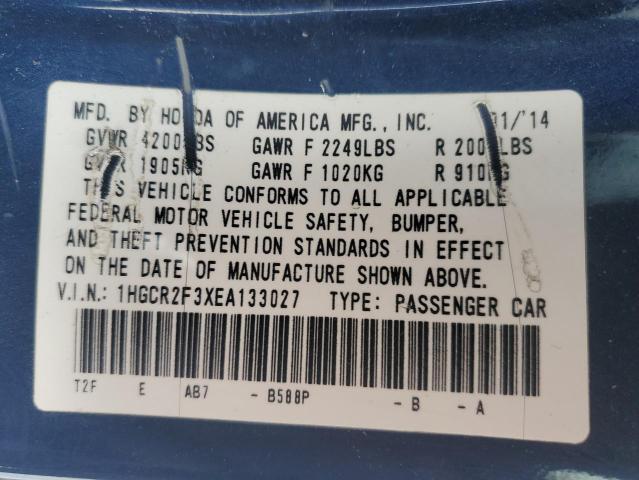 MFD. BY HONDA OF AMERICA MFG., INC. 01/14
GVWR 4200LBS GAWR F 2249LBS R 200 LBS
GVWR 1905KG GAWR F 1020KG R 910KG
THIS VEHICLE CONFORMS TO ALL APPLICABLE
FEDERAL MOTOR VEHICLE SAFETY, BUMPER,
AND THEFT PREVENTION STANDARDS IN EFFECT
ON THE DATE OF MANUFACTURE SHOWN ABOVE.
V.I.N.: 1HGCR2F3XEA133027 TYPE: PASSENGER CAR
T2F E AB7 - B588P - B - A